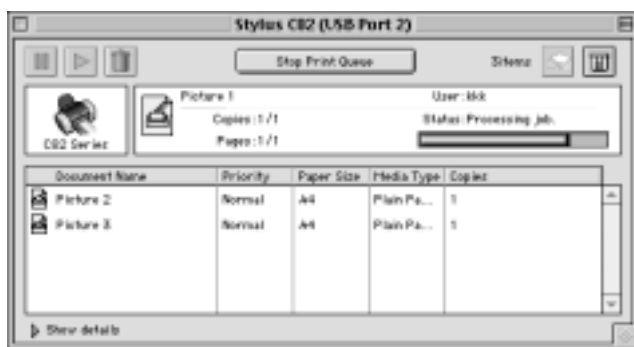 Stylus C82 (USB Port 2)
Stop Print Queue
3items
C82 Series
Picture 1
User:kkk
Copies:1/1
Status:Processing job.
Pages:1/1
Document Name Priority Paper Size Media Type Copies
Picture 2 Normal A4 Plain Pa... 1
Picture 3 Normal A4 Plain Pa... 1
Show details